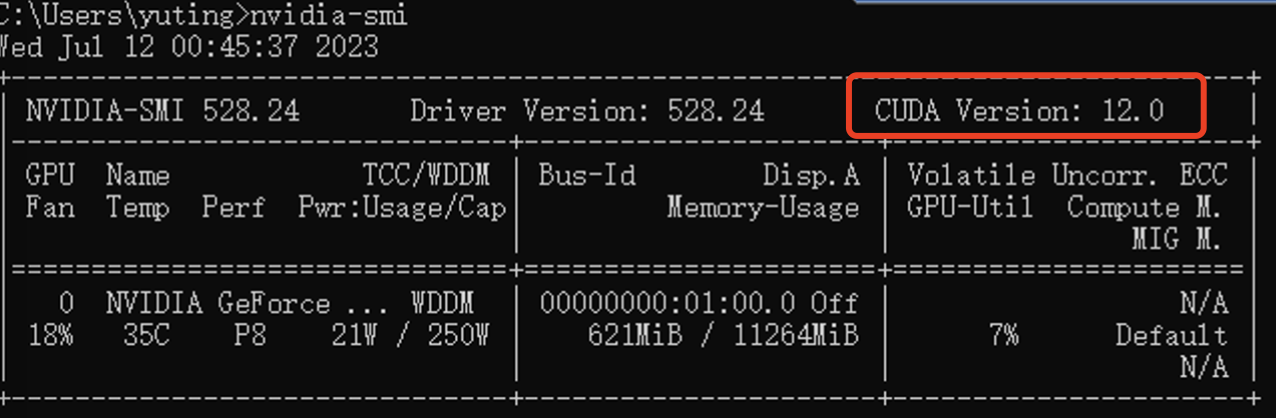 C:\Users\yuting>nvidia-smi
Wed Jul 12 00:45:37 2023
NVIDIA-SMI 528.24 Driver Version: 528.24 CUDA Version: 12.0
GPU Name TCC/WDDM Bus-Id Disp.A Volatile Uncorr. ECC
Fan Temp Perf Pwr:Usage/Cap Memory-Usage GPU-Util Compute M.
MIG M.
0 NVIDIA GeForce ... WDDM 00000000:01:00.0 Off N/A
18% 35C P8 21W / 250W 621MiB / 11264MiB 7% Default
N/A